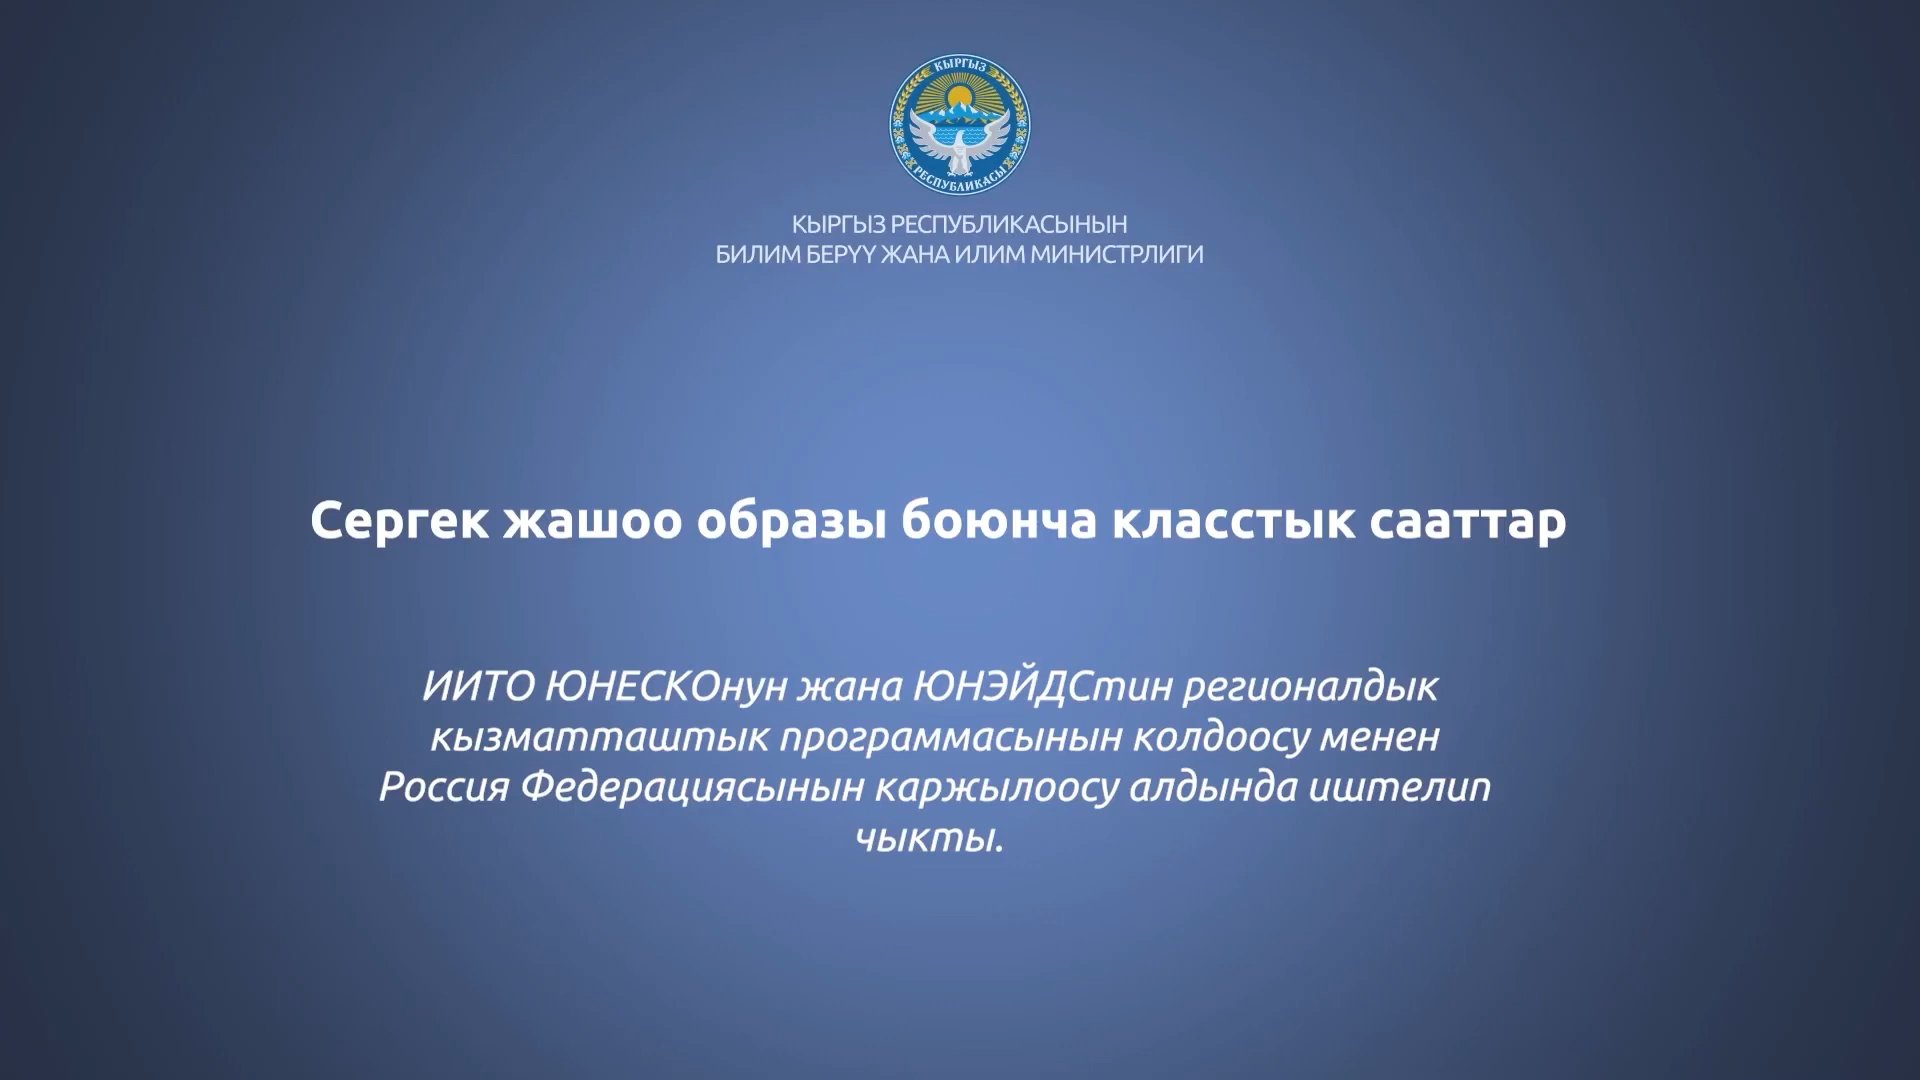 КЫРГЫЗ
РЕСПУБЛИКАСЫ
КЫРГЫЗ РЕСПУБЛИКАСЫНЫН
БИЛИМ БЕРҮҮ ЖАНА ИЛИМ МИНИСТРЛИГИ
Сергек жашоо образы боюнча класстык сааттар
ИИТО ЮНЕСКОнун жана ЮНЭЙДСтин регионалдык
кызматташтык программасынын колдоосу менен
Россия Федерациясынын каржылоосу алдында иштелип
чыкты.